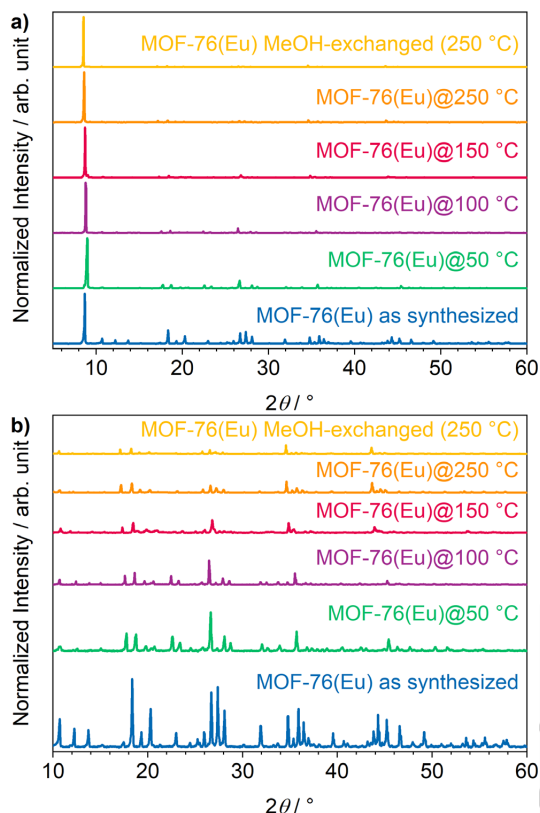 a)
MOF-76(Eu) MeOH-exchanged (250 °C)
MOF-76(Eu)@250 °C
MOF-76(Eu)@150 °C
MOF-76(Eu)@100 °C
MOF-76(Eu)@50 °C
MOF-76(Eu) as synthesized
Normalized Intensity / arb. unit
10 20 30 40 50 60
2θ / °
b)
MOF-76(Eu) MeOH-exchanged (250 °C)
MOF-76(Eu)@250 °C
MOF-76(Eu)@150 °C
MOF-76(Eu)@100 °C
MOF-76(Eu)@50 °C
MOF-76(Eu) as synthesized
Normalized Intensity / arb. unit
10 20 30 40 50 60
2θ / °